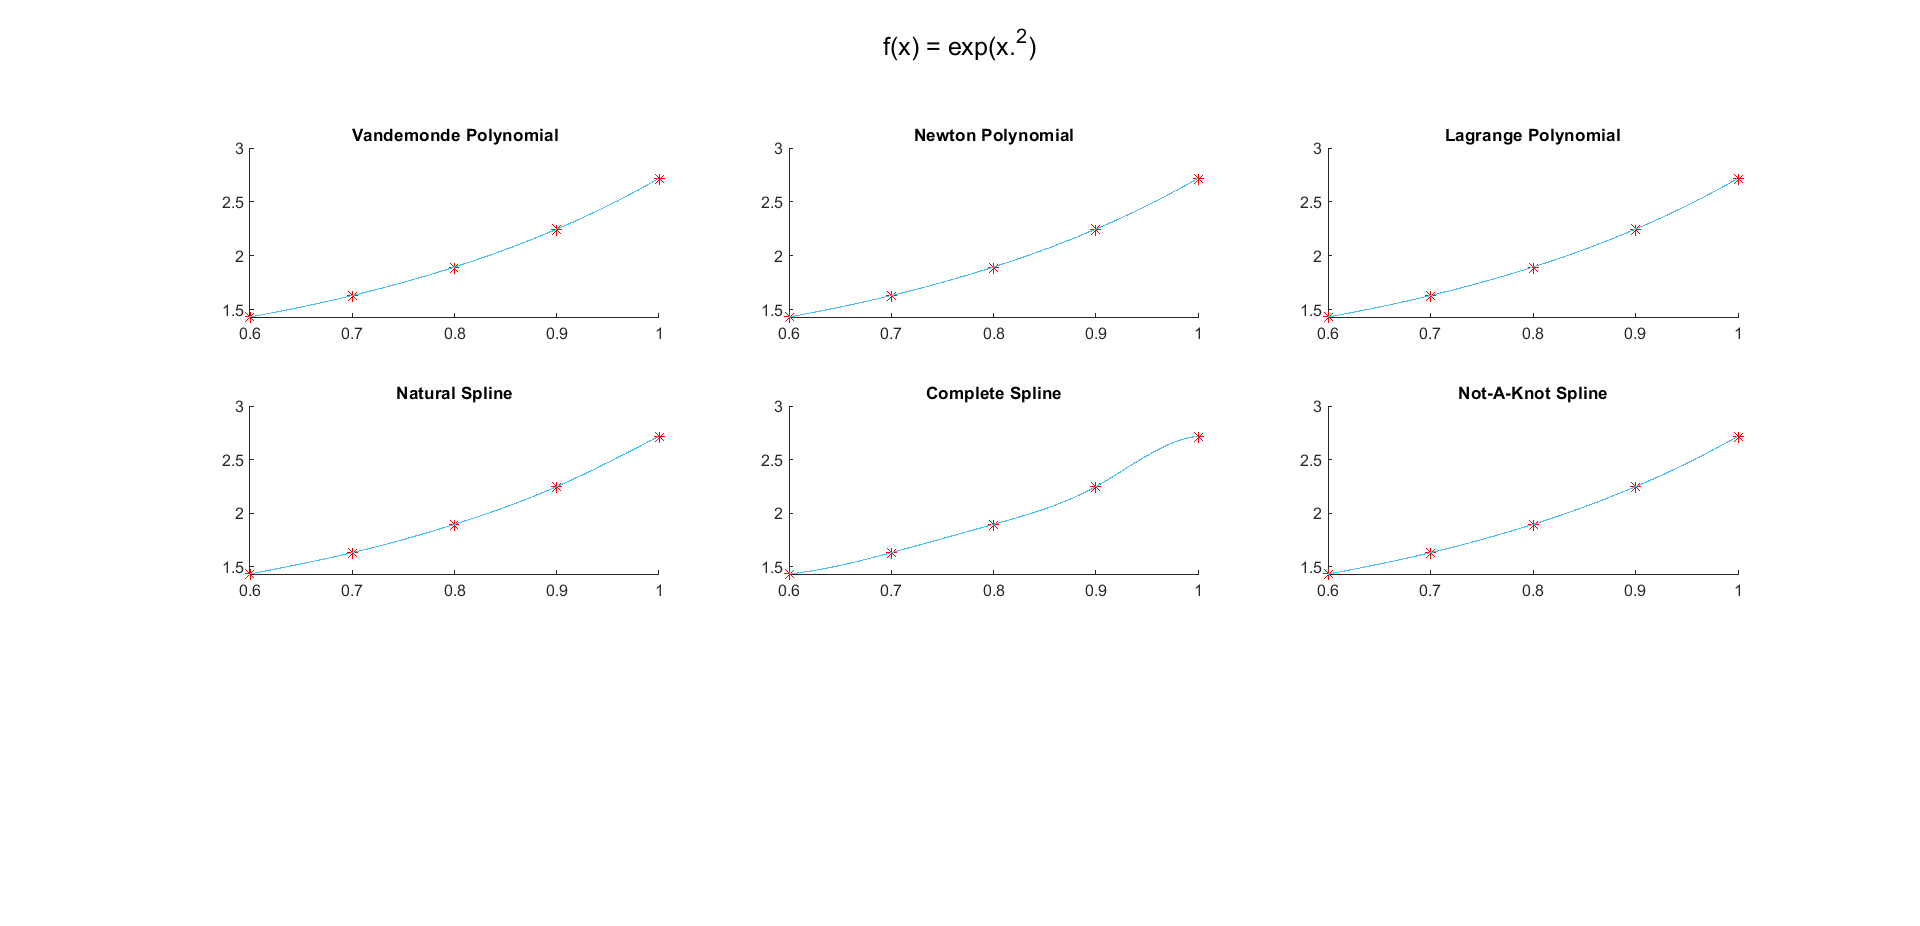 f(x) = exp(x.²)
Vandemonde Polynomial
3
2.5
2
1.5
0.6 0.7 0.8 0.9 1
Newton Polynomial
3
2.5
2
1.5
0.6 0.7 0.8 0.9 1
Lagrange Polynomial
3
2.5
2
1.5
0.6 0.7 0.8 0.9 1
Natural Spline
3
2.5
2
1.5
0.6 0.7 0.8 0.9 1
Complete Spline
3
2.5
2
1.5
0.6 0.7 0.8 0.9 1
Not-A-Knot Spline
3
2.5
2
1.5
0.6 0.7 0.8 0.9 1